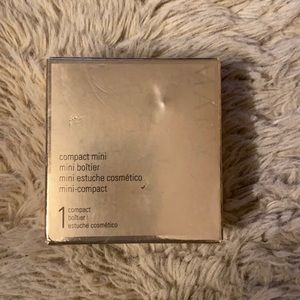 compact mini
mini boîtier
mini estuche cosmético
mini-compact
1 compact
boîtier
estuche cosmético